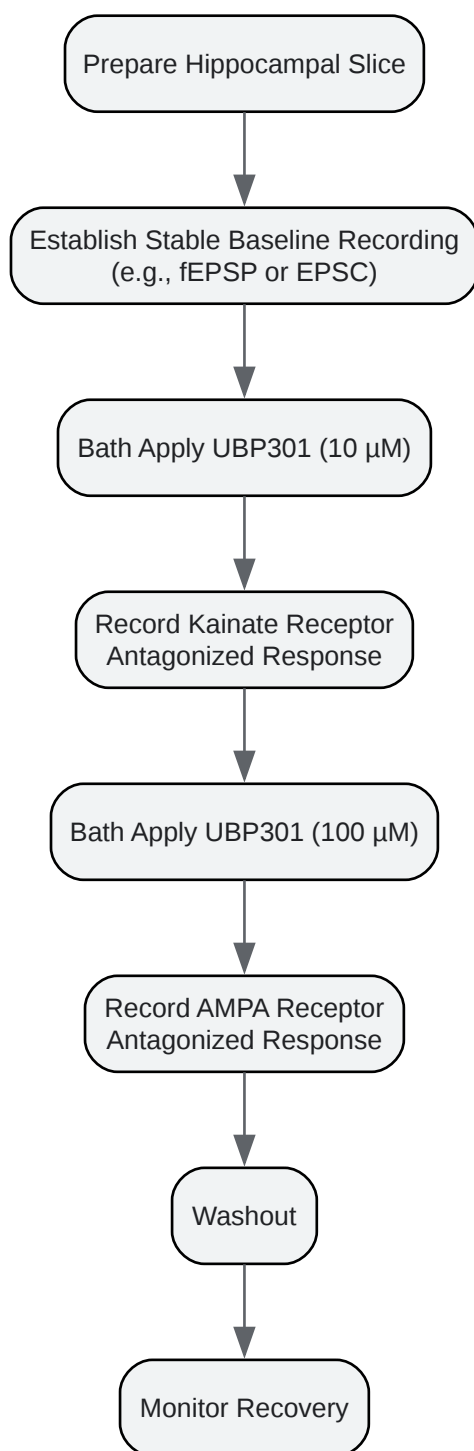 Prepare Hippocampal Slice
Establish Stable Baseline Recording
(e.g., fEPSP or EPSC)
Bath Apply UBP301 (10 µM)
Record Kainate Receptor
Antagonized Response
Bath Apply UBP301 (100 µM)
Record AMPA Receptor
Antagonized Response
Washout
Monitor Recovery